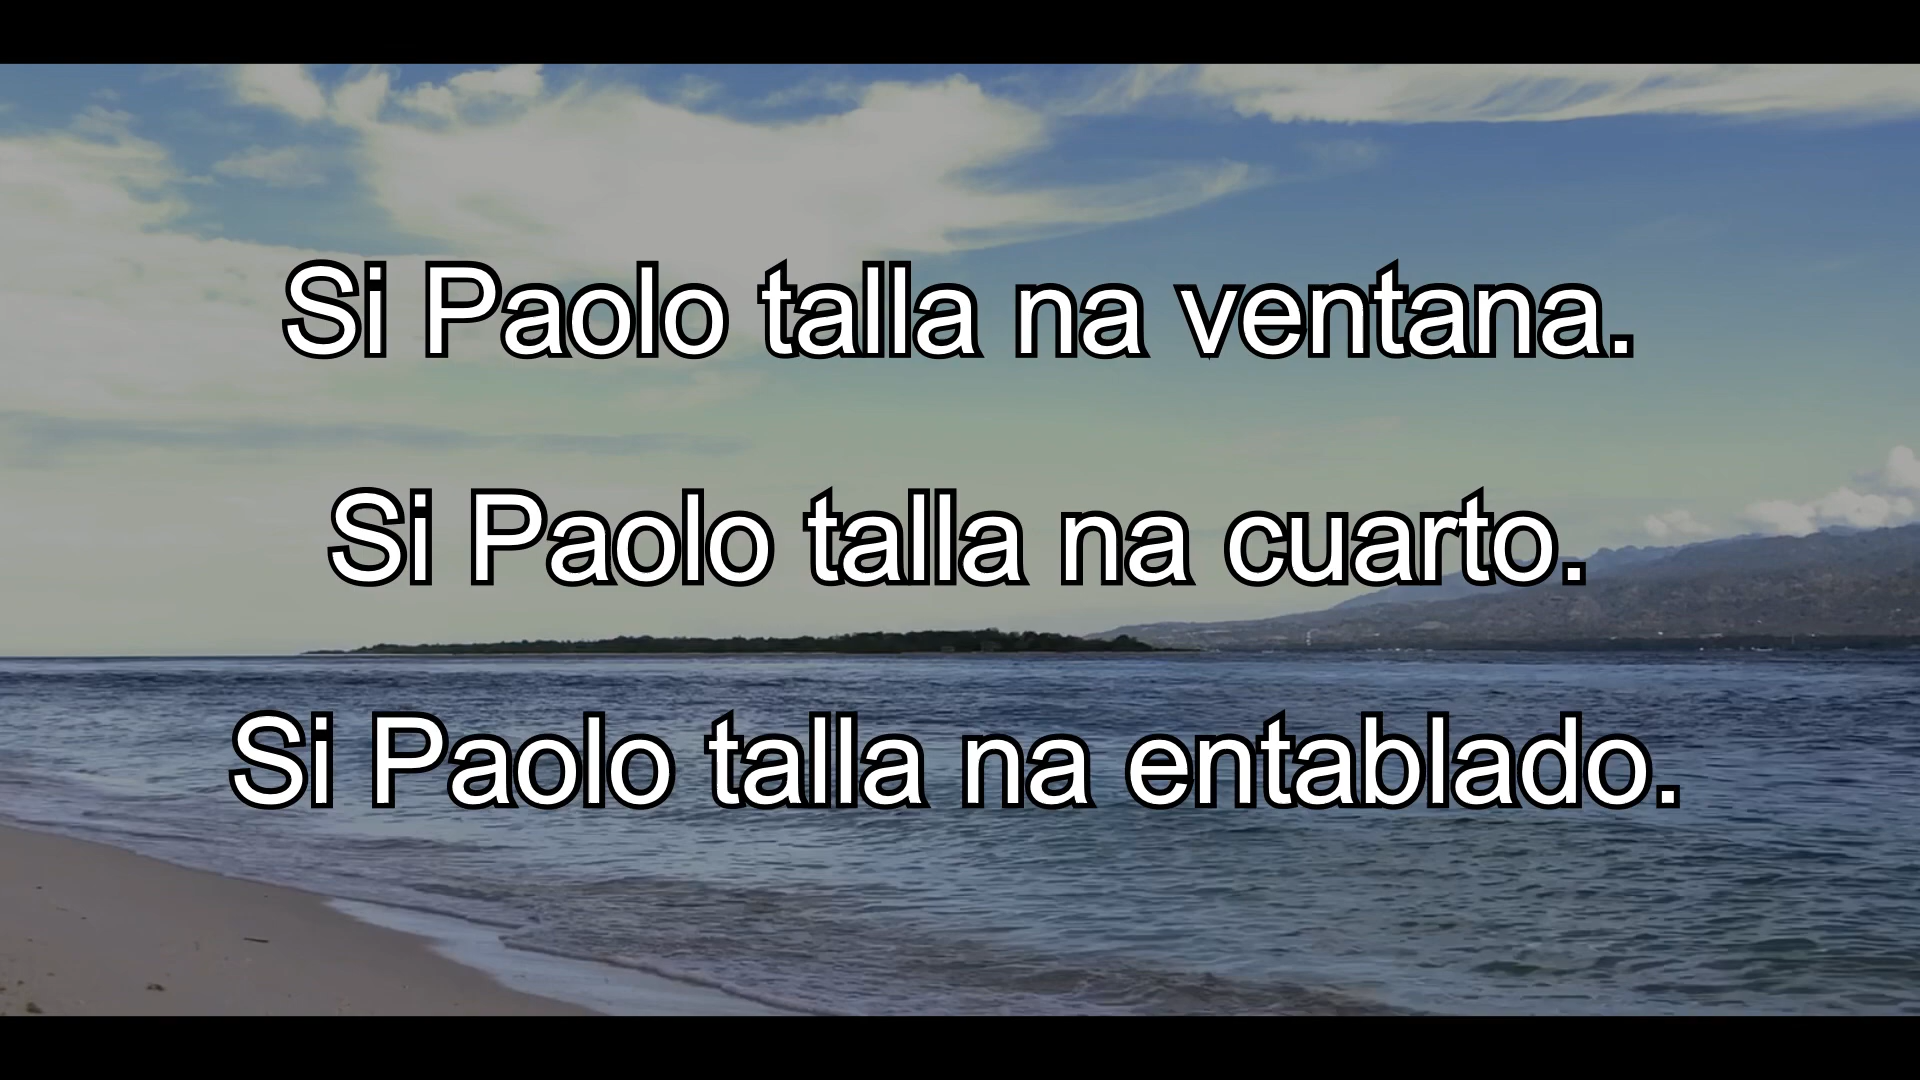 Si Paolo talla na ventana.
Si Paolo talla na cuarto.
Si Paolo talla na entablado.